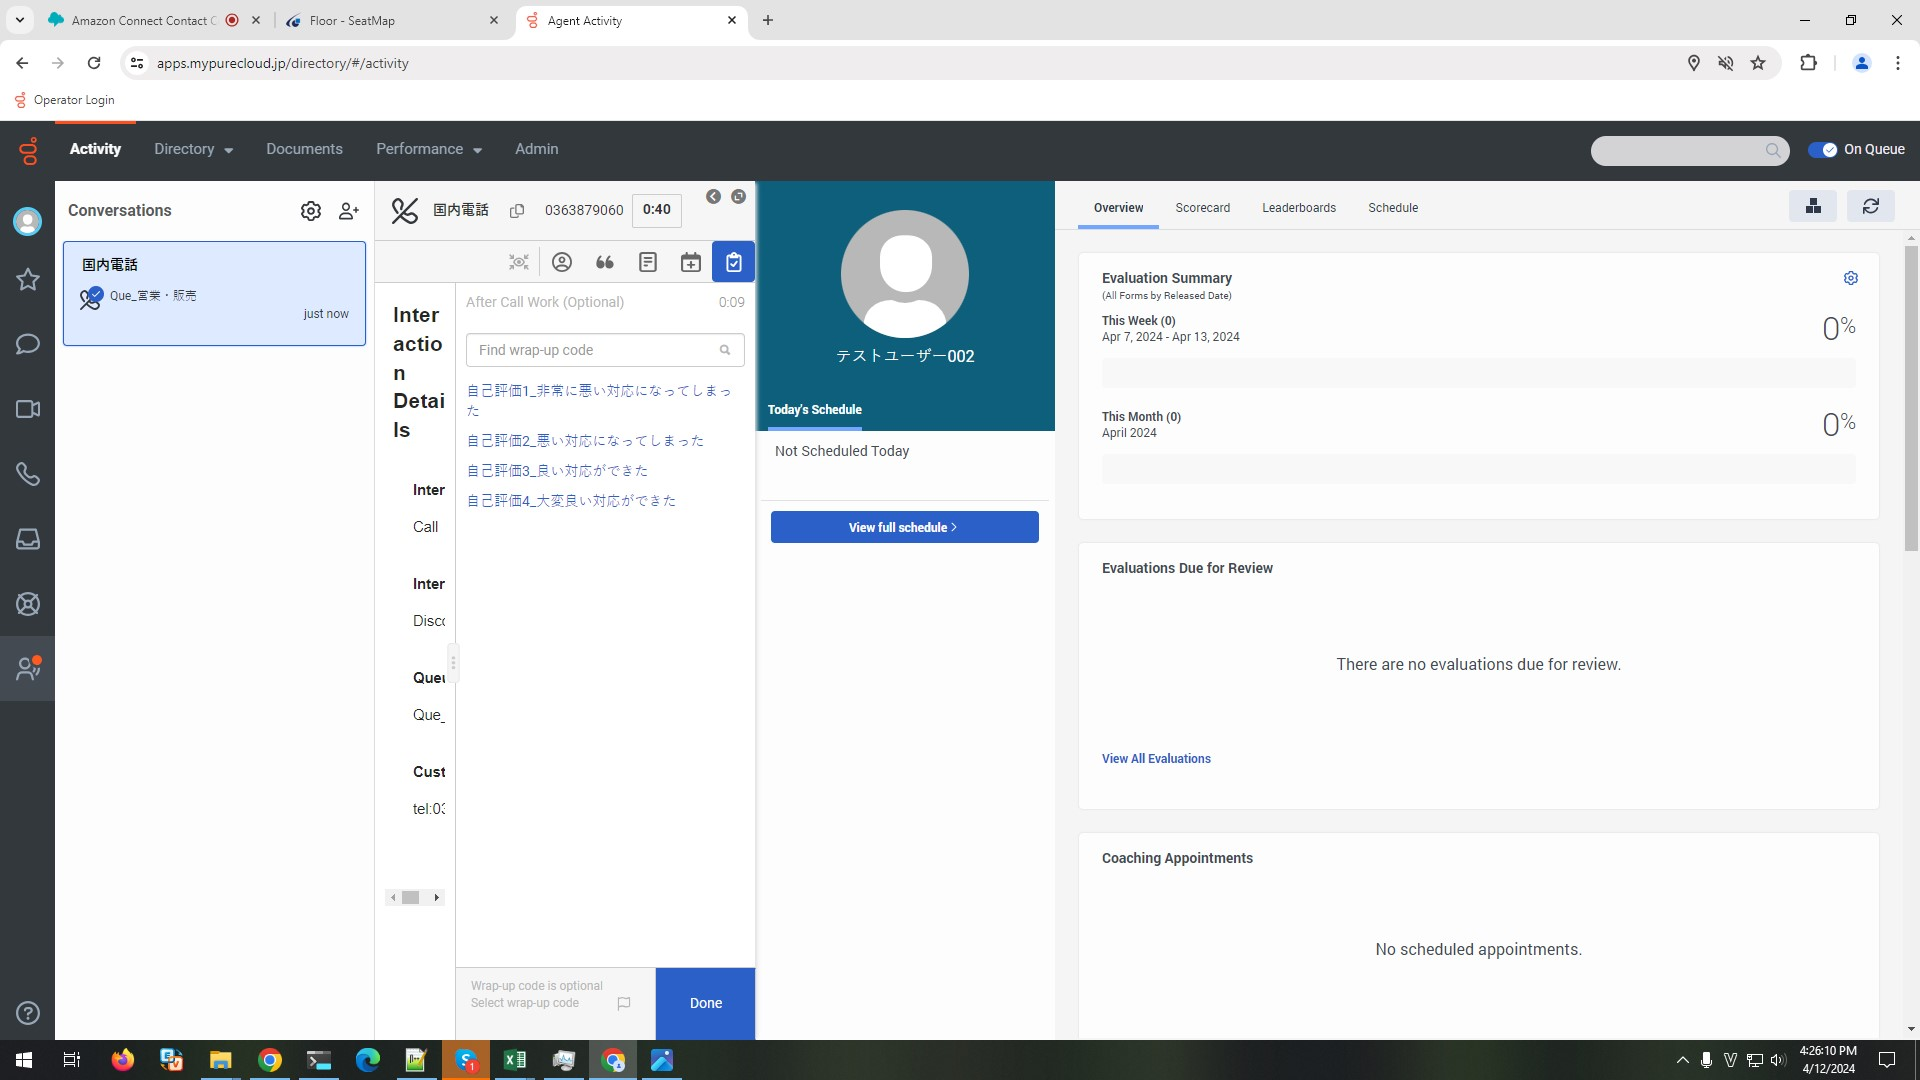 Amazon Connect Contact C
Floor - SeatMap
Agent Activity
apps.mypurecloud.jp/directory/#/activity
Operator Login
Activity
Directory
Documents
Performance
Admin
On Queue
Conversations
国内電話
Que_営業・販売
just now
国内電話
0363879060
0:40
After Call Work (Optional)
0:09
Find wrap-up code
自己評価1_非常に悪い対応になってしまっ
た
自己評価2_悪い対応になってしまった
自己評価3_良い対応ができた
自己評価4_大変良い対応ができた
Inter
actio
n
Detai
ls
Inter
Call
Inter
Disc
Queu
Que_
Cust
tel:03
Wrap-up code is optional
Select wrap-up code
Done
テストユーザー002
Today's Schedule
Not Scheduled Today
View full schedule
Overview
Scorecard
Leaderboards
Schedule
Evaluation Summary
(All Forms by Released Date)
This Week (0)
Apr 7, 2024 - Apr 13, 2024
0%
This Month (0)
April 2024
0%
Evaluations Due for Review
There are no evaluations due for review.
View All Evaluations
Coaching Appointments
No scheduled appointments.
4:26:10 PM
4/12/2024